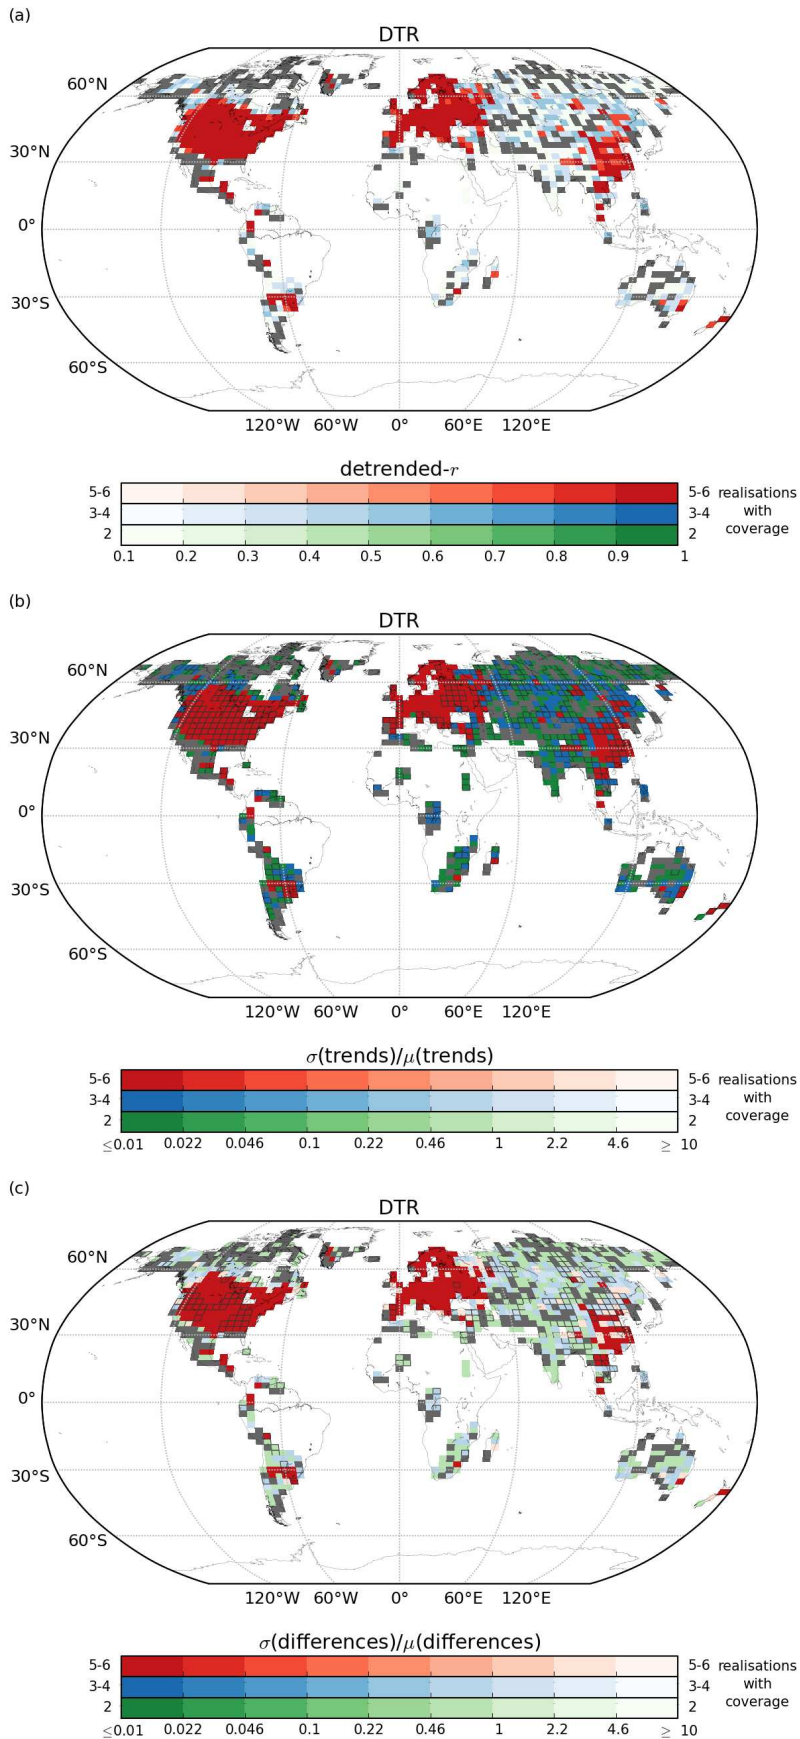 (a)
DTR
60°N
30°N
0°
30°S
60°S
120°W 60°W 0° 60°E 120°E
detrended-r
5-6 5-6 realisations
3-4 3-4 with
2 2 coverage
0.1 0.2 0.3 0.4 0.5 0.6 0.7 0.8 0.9 1
(b)
DTR
60°N
30°N
0°
30°S
60°S
120°W 60°W 0° 60°E 120°E
σ(trends)/μ(trends)
5-6 5-6 realisations
3-4 3-4 with
2 2 coverage
≤0.01 0.022 0.046 0.1 0.22 0.46 1 2.2 4.6 ≥ 10
(c)
DTR
60°N
30°N
0°
30°S
60°S
120°W 60°W 0° 60°E 120°E
σ(differences)/μ(differences)
5-6 5-6 realisations
3-4 3-4 with
2 2 coverage
≤0.01 0.022 0.046 0.1 0.22 0.46 1 2.2 4.6 ≥ 10